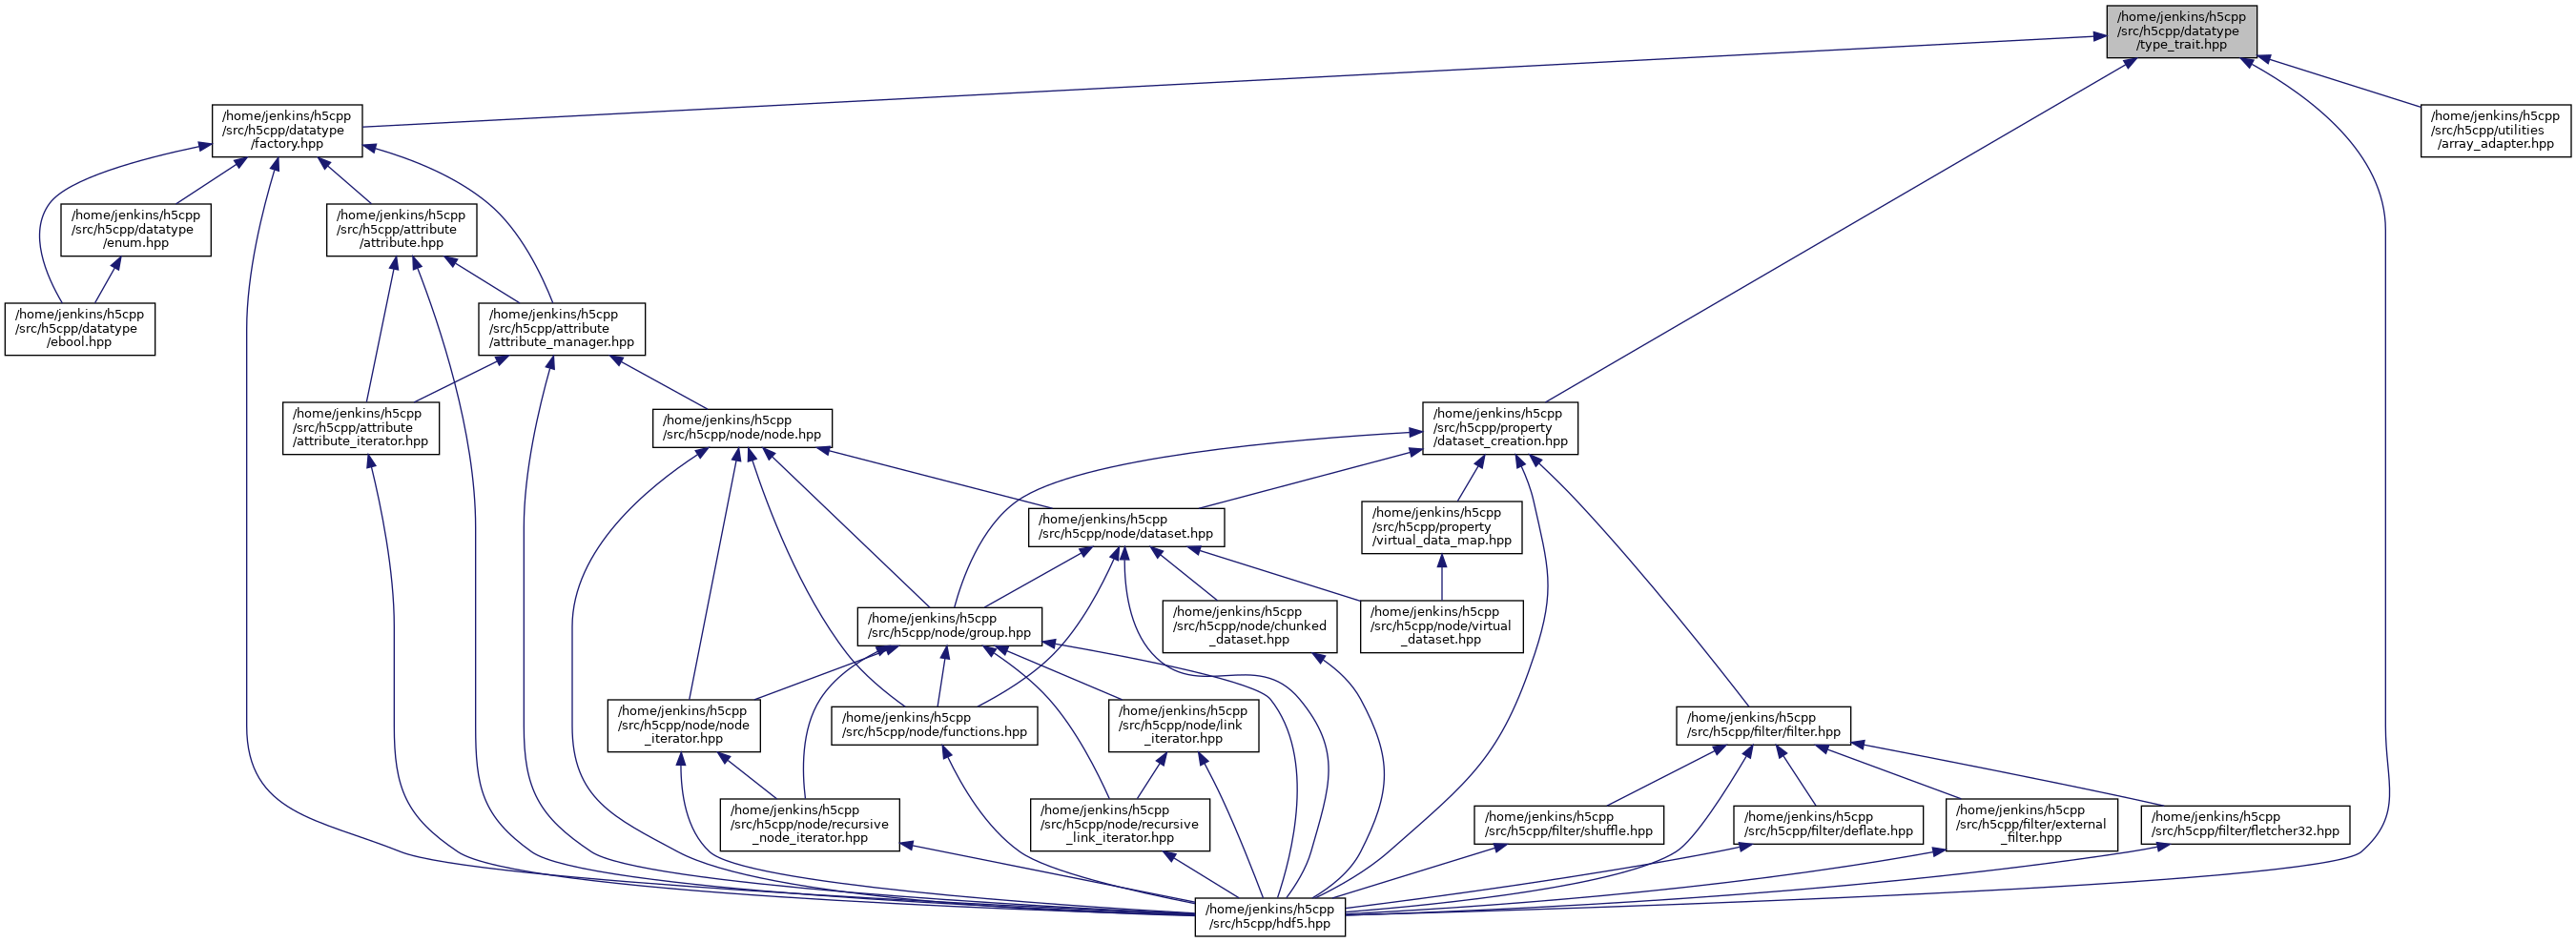 /home/jenkins/h5cpp
/src/h5cpp/datatype
/type_trait.hpp
/home/jenkins/h5cpp
/src/h5cpp/datatype
/factory.hpp
/home/jenkins/h5cpp
/src/h5cpp/utilities
/array_adapter.hpp
/home/jenkins/h5cpp
/src/h5cpp/datatype
/enum.hpp
/home/jenkins/h5cpp
/src/h5cpp/attribute
/attribute.hpp
/home/jenkins/h5cpp
/src/h5cpp/datatype
/ebool.hpp
/home/jenkins/h5cpp
/src/h5cpp/attribute
/attribute_manager.hpp
/home/jenkins/h5cpp
/src/h5cpp/attribute
/attribute_iterator.hpp
/home/jenkins/h5cpp
/src/h5cpp/node/node.hpp
/home/jenkins/h5cpp
/src/h5cpp/property
/dataset_creation.hpp
/home/jenkins/h5cpp
/src/h5cpp/node/dataset.hpp
/home/jenkins/h5cpp
/src/h5cpp/property
/virtual_data_map.hpp
/home/jenkins/h5cpp
/src/h5cpp/node/group.hpp
/home/jenkins/h5cpp
/src/h5cpp/node/chunked
_dataset.hpp
/home/jenkins/h5cpp
/src/h5cpp/node/virtual
_dataset.hpp
/home/jenkins/h5cpp
/src/h5cpp/node/node
_iterator.hpp
/home/jenkins/h5cpp
/src/h5cpp/node/functions.hpp
/home/jenkins/h5cpp
/src/h5cpp/node/link
_iterator.hpp
/home/jenkins/h5cpp
/src/h5cpp/filter/filter.hpp
/home/jenkins/h5cpp
/src/h5cpp/node/recursive
_node_iterator.hpp
/home/jenkins/h5cpp
/src/h5cpp/node/recursive
_link_iterator.hpp
/home/jenkins/h5cpp
/src/h5cpp/filter/shuffle.hpp
/home/jenkins/h5cpp
/src/h5cpp/filter/deflate.hpp
/home/jenkins/h5cpp
/src/h5cpp/filter/external
_filter.hpp
/home/jenkins/h5cpp
/src/h5cpp/filter/fletcher32.hpp
/home/jenkins/h5cpp
/src/h5cpp/hdf5.hpp